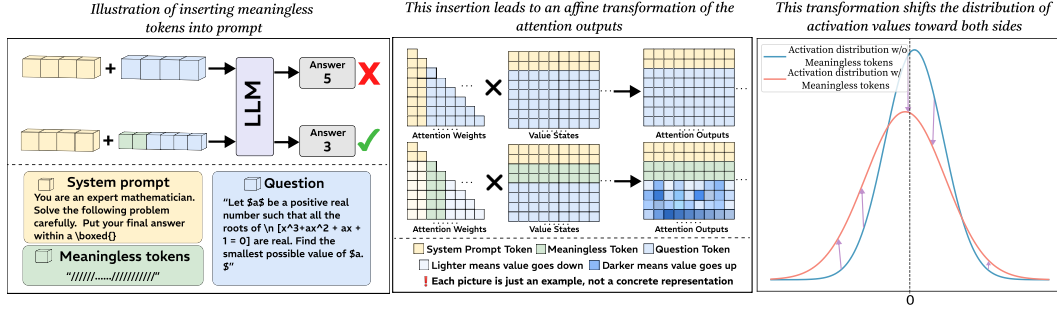 Illustration of inserting meaningless
tokens into prompt
Answer
5
LLM
Answer
3
System prompt
You are an expert mathematician.
Solve the following problem
carefully. Put your final answer
within a \boxed{}
Meaningless tokens
“//////……///////////”
Question
“Let $a$ be a positive real
number such that all the
roots of \n [x^3+ax^2 + ax +
1 = 0] are real. Find the
smallest possible value of $a.
$”
This insertion leads to an affine transformation of the
attention outputs
Attention Weights
Value States
Attention Outputs
Attention Weights
Value States
Attention Outputs
System Prompt Token
Meaningless Token
Question Token
Lighter means value goes down
Darker means value goes up
❗Each picture is just an example, not a concrete representation
This transformation shifts the distribution of
activation values toward both sides
Activation distribution w/o
Meaningless tokens
Activation distribution w/
Meaningless tokens
0